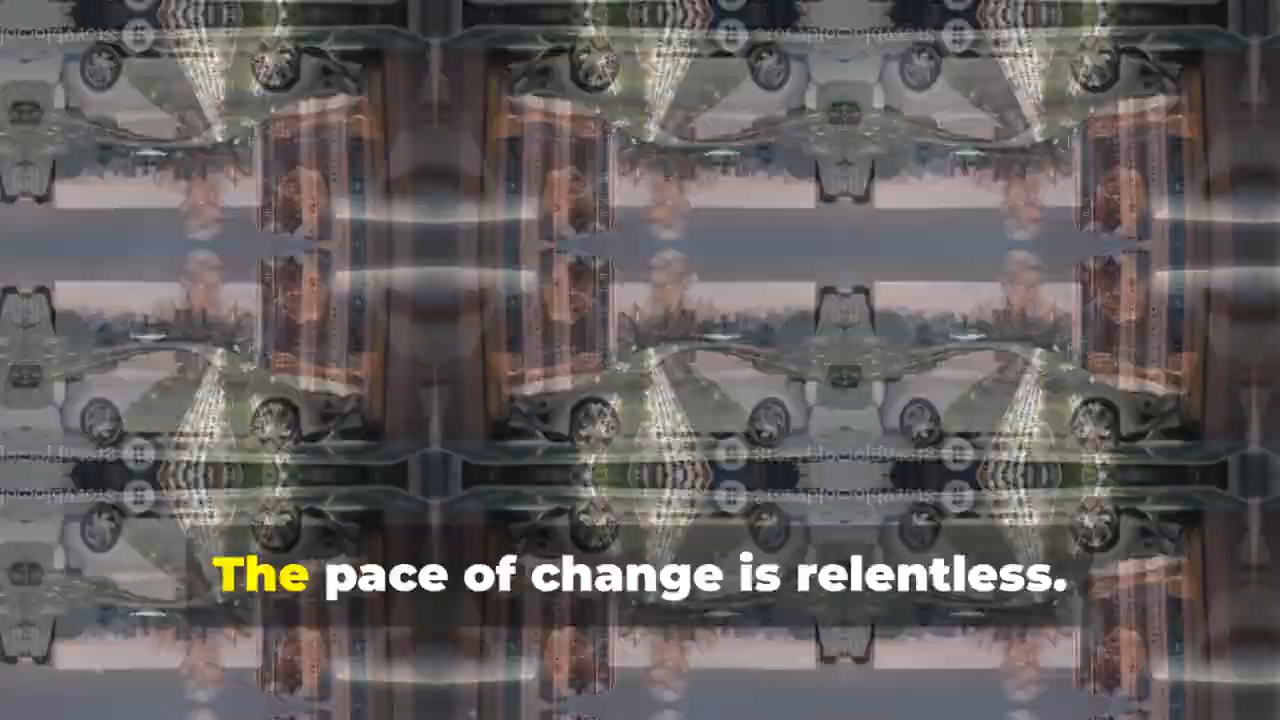 The pace of change is relentless.